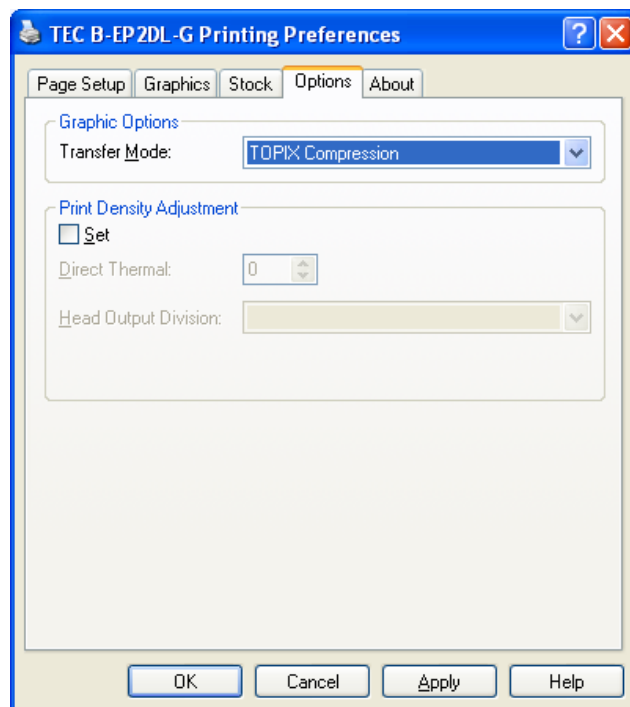 TEC B-EP2DL-G Printing Preferences
?
Page Setup Graphics Stock Options About
Graphic Options
Transfer Mode: TOPIX Compression
Print Density Adjustment
Set
Direct Thermal: 0
Head Output Division:
OK Cancel Apply Help